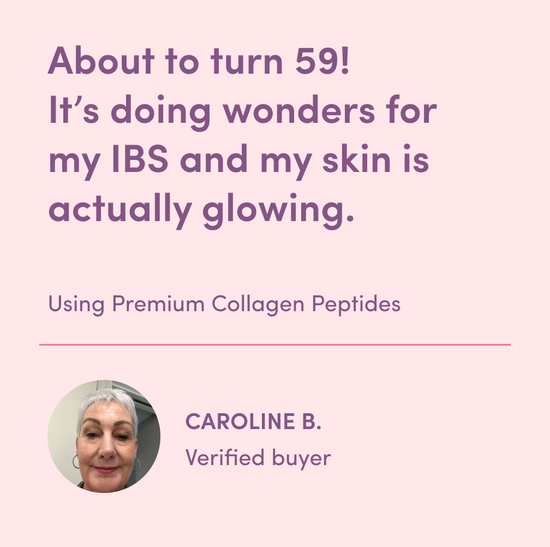 About to turn 59!
It’s doing wonders for
my IBS and my skin is
actually glowing.
Using Premium Collagen Peptides
CAROLINE B.
Verified buyer